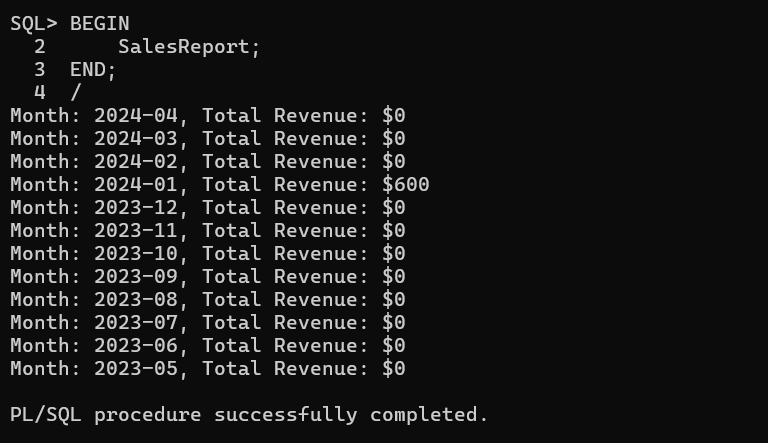 SQL> BEGIN
  2      SalesReport;
  3  END;
  4  /
Month: 2024-04, Total Revenue: $0
Month: 2024-03, Total Revenue: $0
Month: 2024-02, Total Revenue: $0
Month: 2024-01, Total Revenue: $600
Month: 2023-12, Total Revenue: $0
Month: 2023-11, Total Revenue: $0
Month: 2023-10, Total Revenue: $0
Month: 2023-09, Total Revenue: $0
Month: 2023-08, Total Revenue: $0
Month: 2023-07, Total Revenue: $0
Month: 2023-06, Total Revenue: $0
Month: 2023-05, Total Revenue: $0
PL/SQL procedure successfully completed.